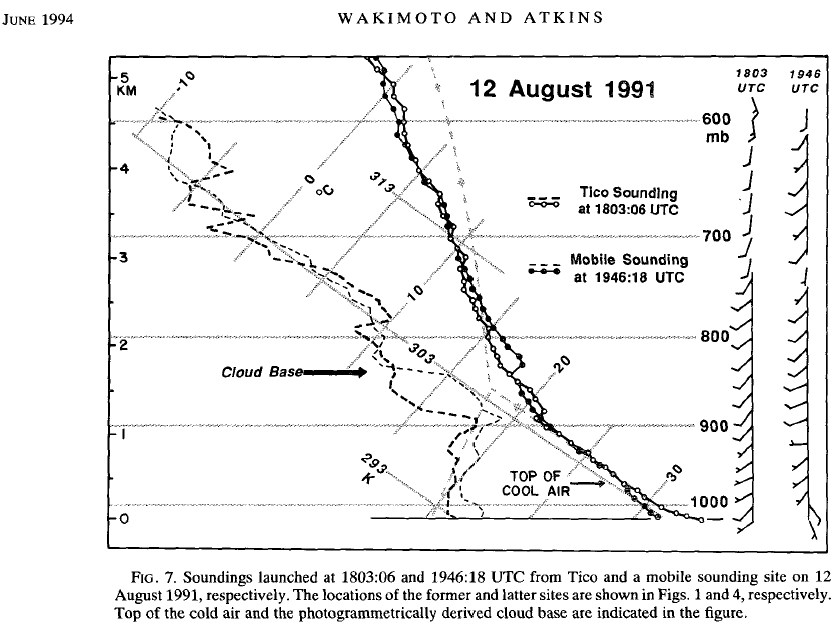 JUNE 1994
WAKIMOTO AND ATKINS
5
KM
-10
12 August 1991
1803
UTC
1946
UTC
600
mb
4
0
°C
313
Tico Sounding
at 1803:06 UTC
700
3
Mobile Sounding
at 1946:18 UTC
10
800
2
303
Cloud Base
20
900
1
293
K
TOP OF
COOL AIR
30
1000
0
FIG. 7. Soundings launched at 1803:06 and 1946:18 UTC from Tico and a mobile sounding site on 12
August 1991, respectively. The locations of the former and latter sites are shown in Figs. 1 and 4, respectively.
Top of the cold air and the photogrammetrically derived cloud base are indicated in the figure.